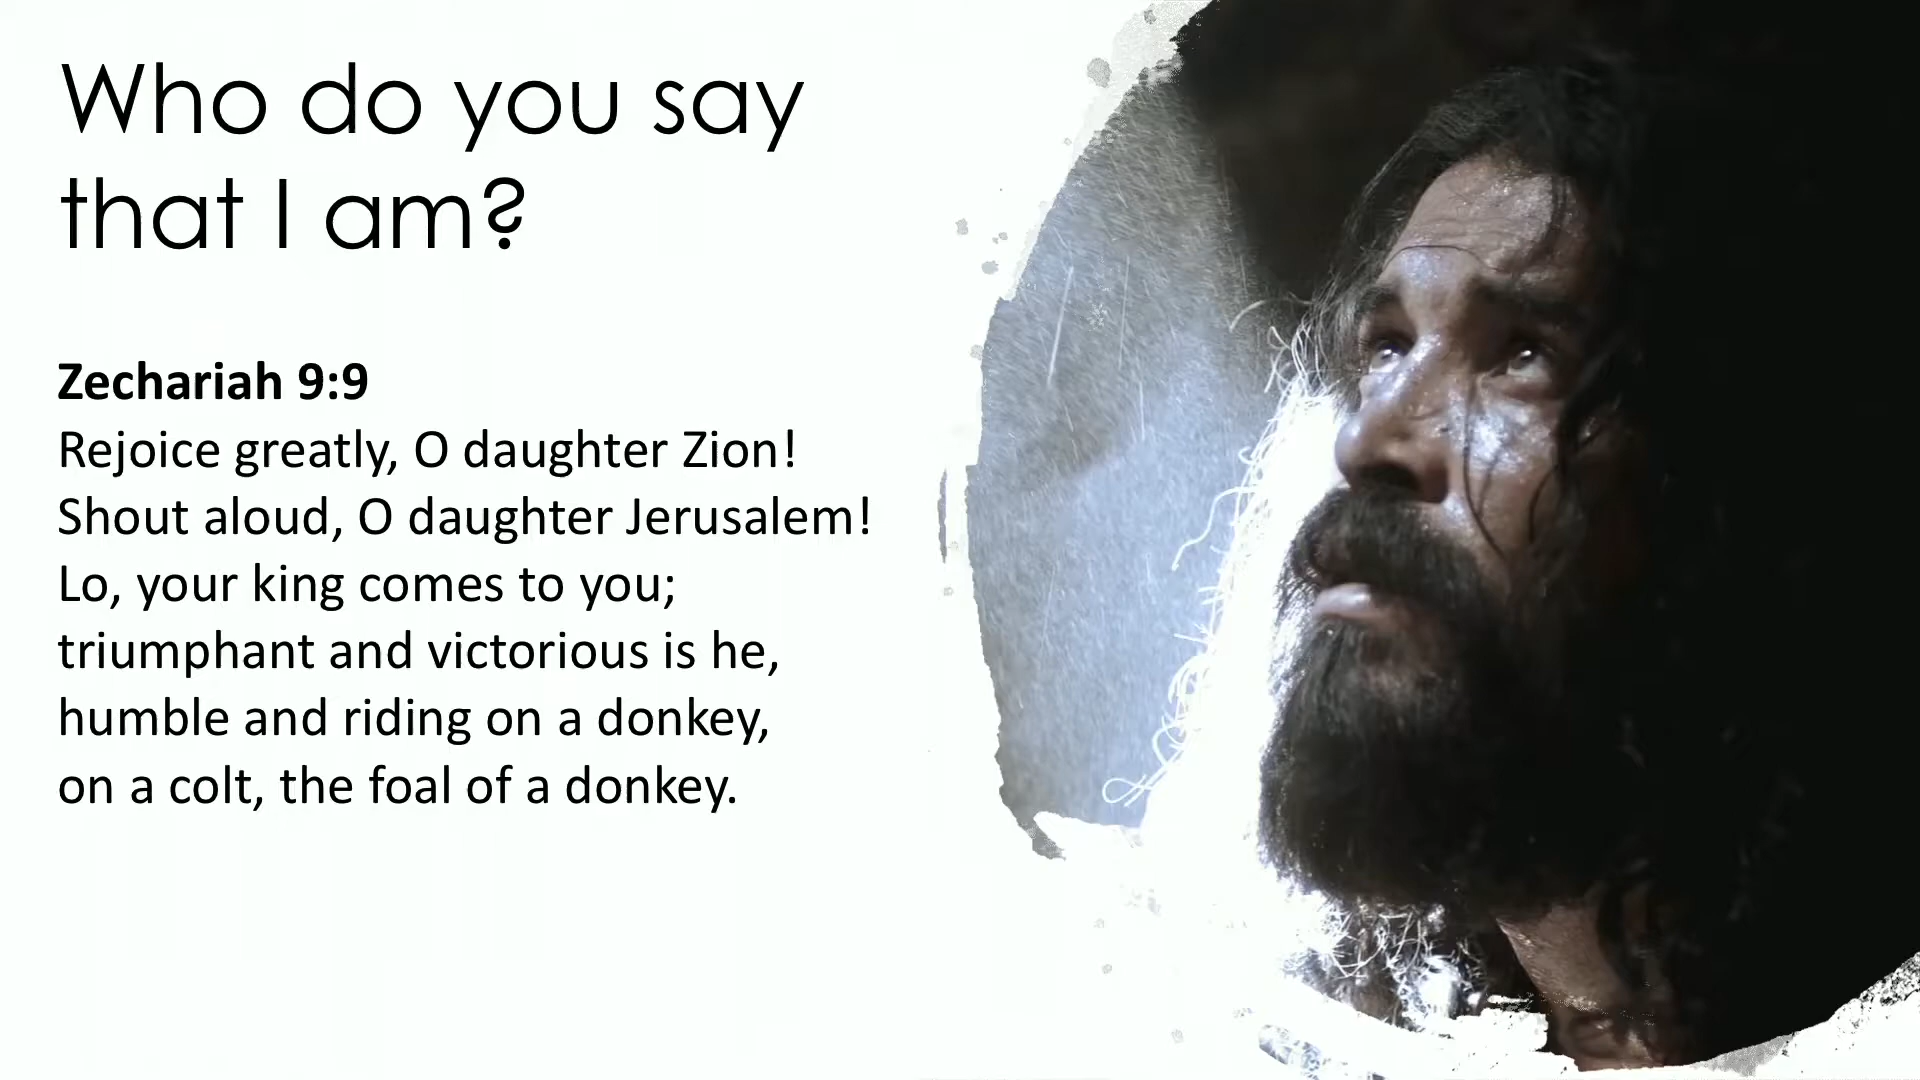 Who do you say
that I am?
Zechariah 9:9
Rejoice greatly, O daughter Zion!
Shout aloud, O daughter Jerusalem!
Lo, your king comes to you;
triumphant and victorious is he,
humble and riding on a donkey,
on a colt, the foal of a donkey.